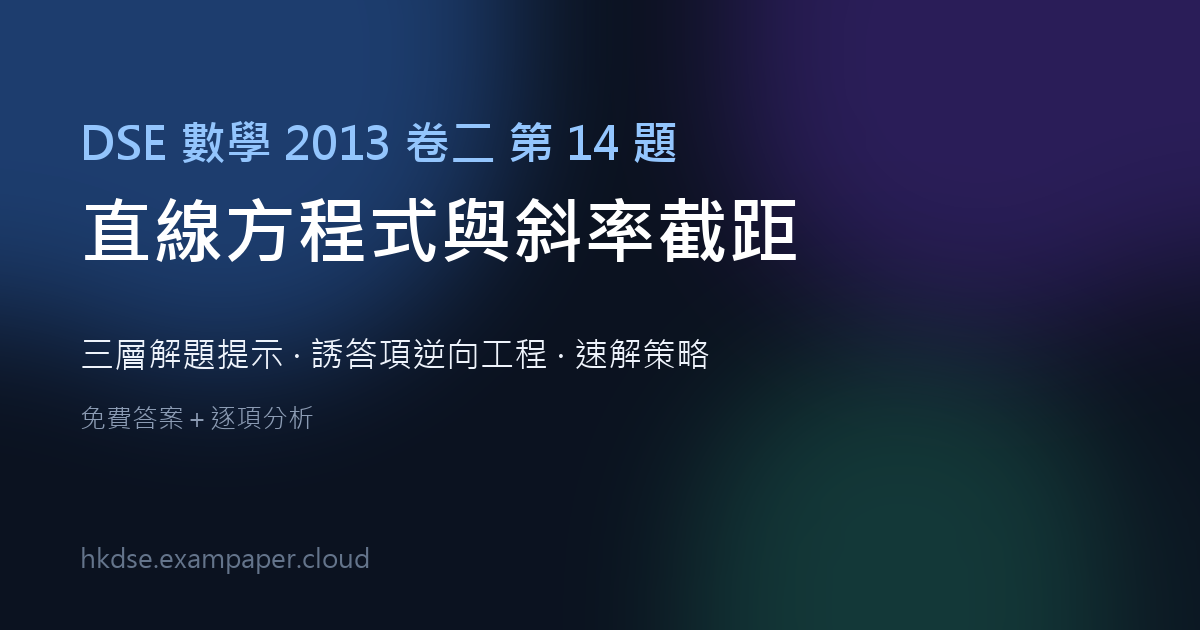 DSE 數學 2013 卷二 第 14 題
直線方程式與斜率截距
三層解題提示 · 誘答項逆向工程 · 速解策略
免費答案 + 逐項分析
hkdse.exampaper.cloud